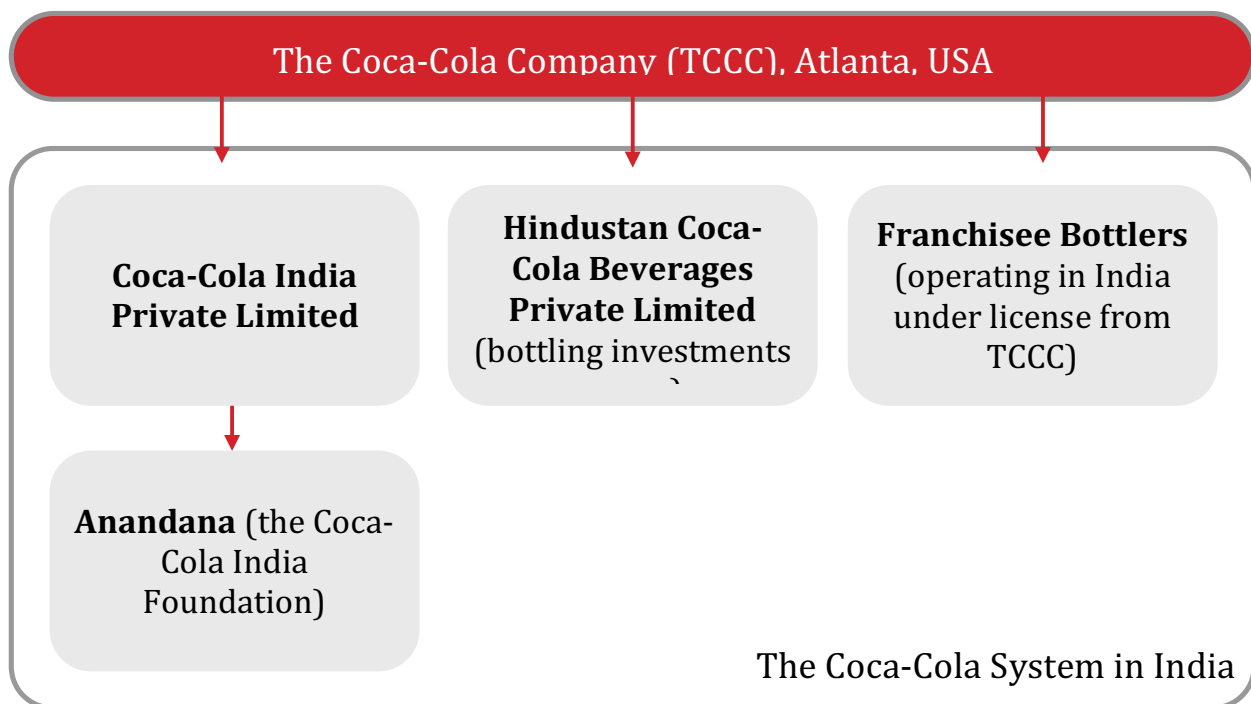 The Coca-Cola Company (TCCC), Atlanta, USA
Coca-Cola India
Private Limited
Hindustan Coca-
Cola Beverages
Private Limited
(bottling investments
Franchisee Bottlers
(operating in India
under license from
TCCC)
Anandana (the Coca-
Cola India
Foundation)
The Coca-Cola System in India